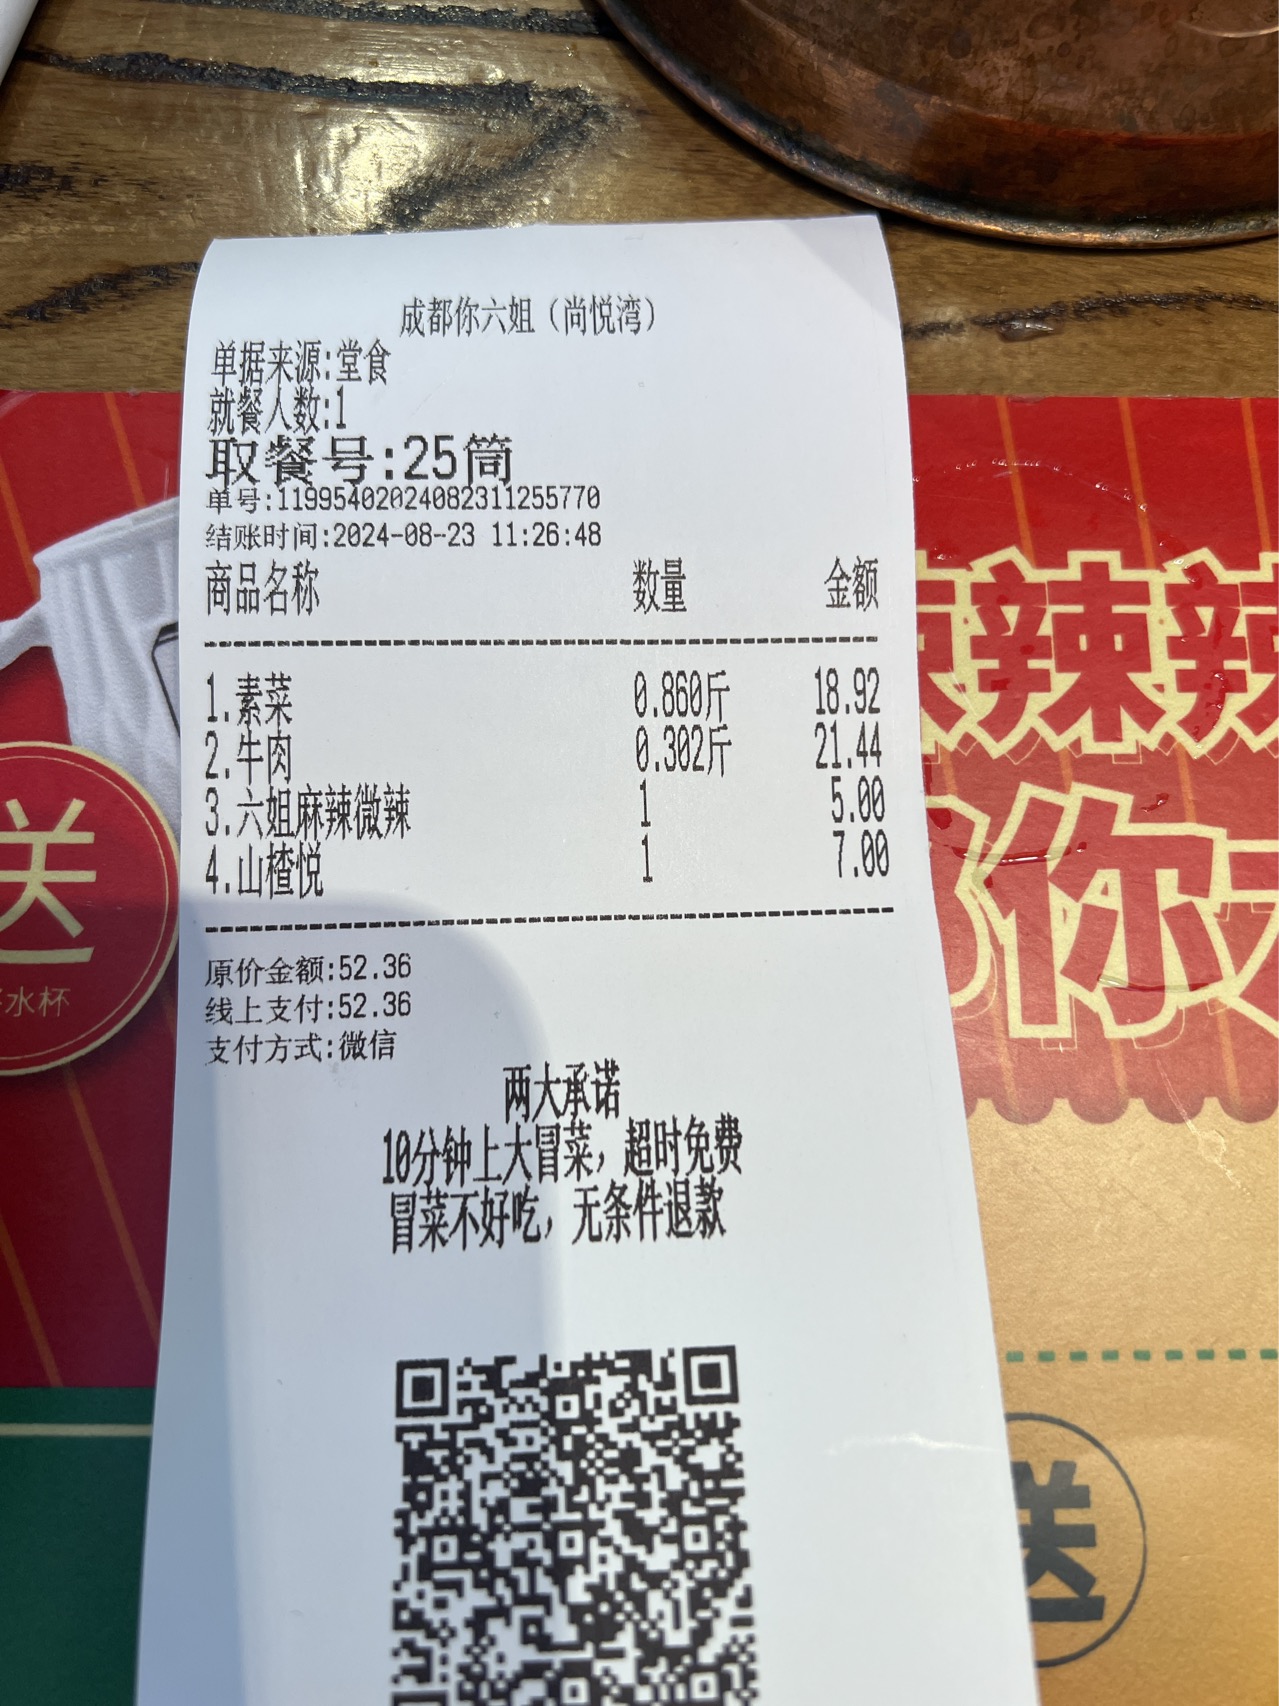 成都你六姐（尚悦湾）
单据来源:堂食
就餐人数:1
取餐号:25筒
单号:11995402024082311255770
结账时间:2024-08-23 11:26:48
商品名称 数量 金额
1.素菜 0.860斤 18.92
2.牛肉 0.302斤 21.44
3.六姐麻辣微辣 1 5.00
4.山楂悦 1 7.00
原价金额:52.36
线上支付:52.36
支付方式:微信
两大承诺
10分钟上大冒菜，超时免费
冒菜不好吃，无条件退款
送
水杯
辣
你
送